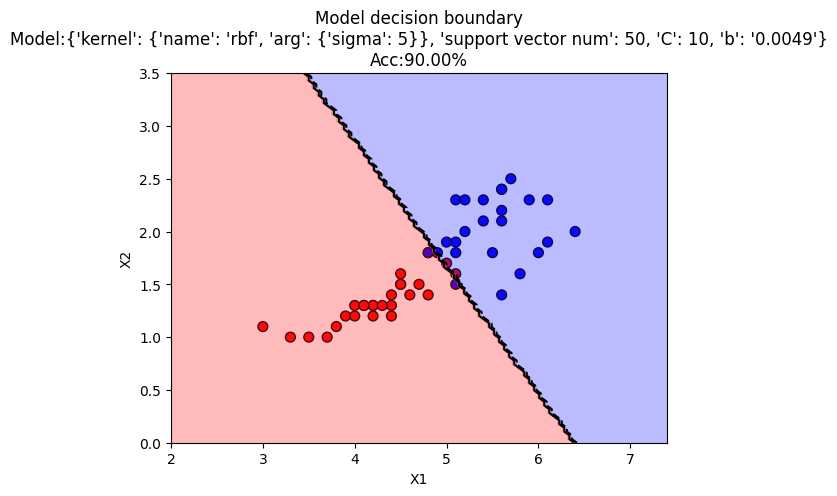 Model decision boundary
Model:{'kernel': {'name': 'rbf', 'arg': {'sigma': 5}}, 'support vector num': 50, 'C': 10, 'b': '0.0049'}
Acc:90.00%
3.5
3.0
2.5
2.0
1.5
1.0
0.5
0.0
X2
2 3 4 5 6 7
X1